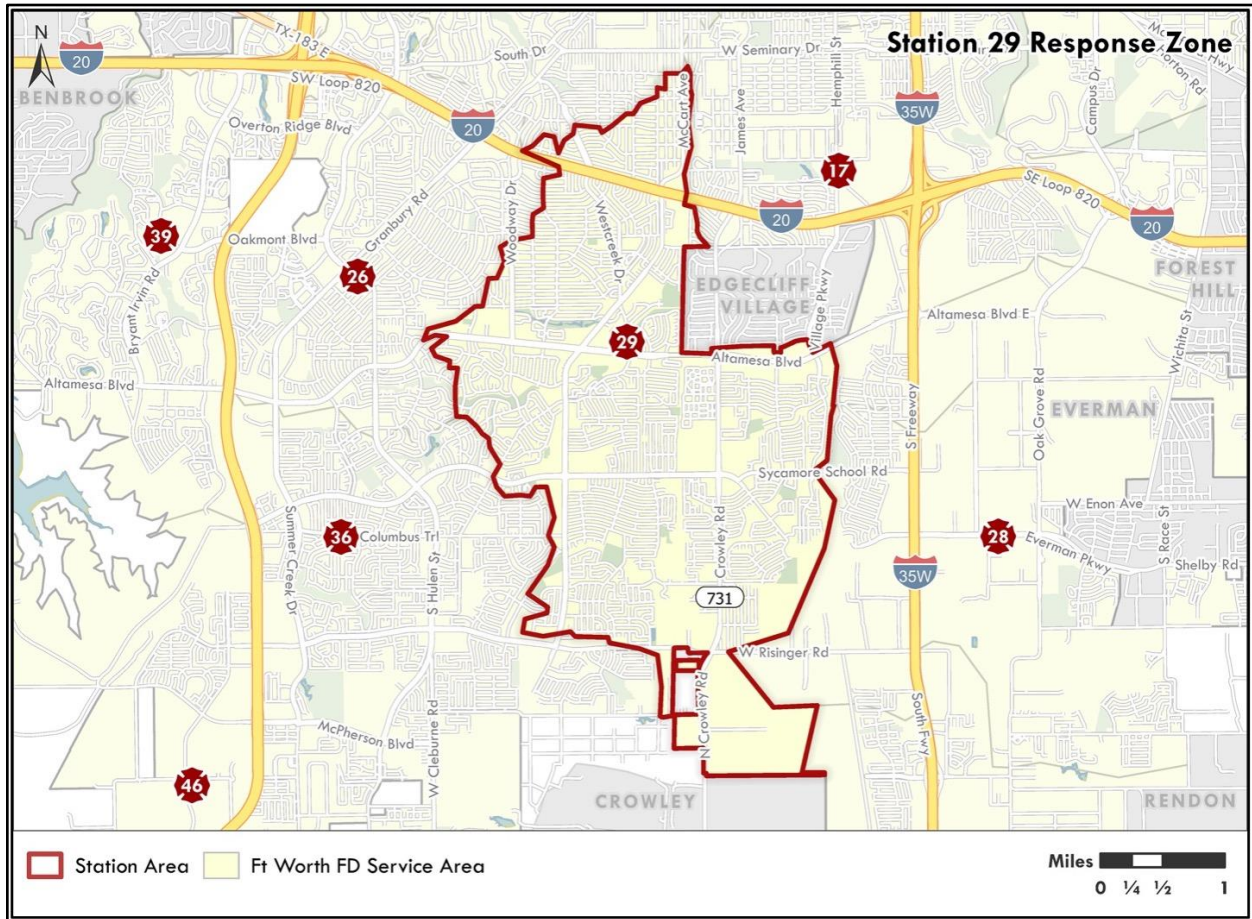 Station 29 Response Zone
N
TX-183 E
South Dr
W Seminary Dr
20
SW Loop 820
BENBROOK
Overton Ridge Blvd
20
McCart Ave
James Ave
Hemphill St
35W
Campus Dr
17
SE Loop 820
20
20
Woodway Dr
Westcreek Dr
Granbury Rd
39
Oakmont Blvd
26
Bryant Irvin Rd
EDGECLIFF
VILLAGE
Village Pkwy
FOREST
HILL
Altamesa Blvd E
Wichita St
29
Altamesa Blvd
Altamesa Blvd
S Freeway
Oak Grove Rd
EVERMAN
Sycamore School Rd
W Enon Ave
Summer Creek Dr
36
Columbus Trl
S Hulen St
Crowley Rd
28
Everman Pkwy
S Race St
Shelby Rd
35W
731
W Risinger Rd
N Crowley Rd
McPherson Blvd
W Cleburne Rd
South Fwy
46
CROWLEY
RENDON
Station Area
Ft Worth FD Service Area
Miles
0 ¼ ½ 1